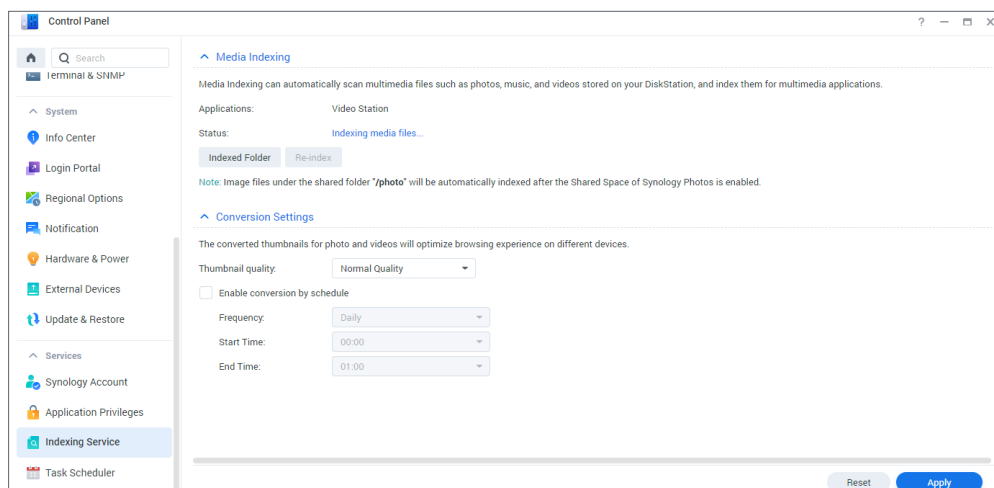 Control Panel
?
Search
Terminal & SNMP
System
Info Center
Login Portal
Regional Options
Notification
Hardware & Power
External Devices
Update & Restore
Services
Synology Account
Application Privileges
Indexing Service
Task Scheduler
Media Indexing
Media Indexing can automatically scan multimedia files such as photos, music, and videos stored on your DiskStation, and index them for multimedia applications.
Applications: Video Station
Status: Indexing media files...
Indexed Folder Re-index
Note: Image files under the shared folder "/photo" will be automatically indexed after the Shared Space of Synology Photos is enabled.
Conversion Settings
The converted thumbnails for photo and videos will optimize browsing experience on different devices.
Thumbnail quality: Normal Quality
Enable conversion by schedule
Frequency: Daily
Start Time: 00:00
End Time: 01:00
Reset Apply